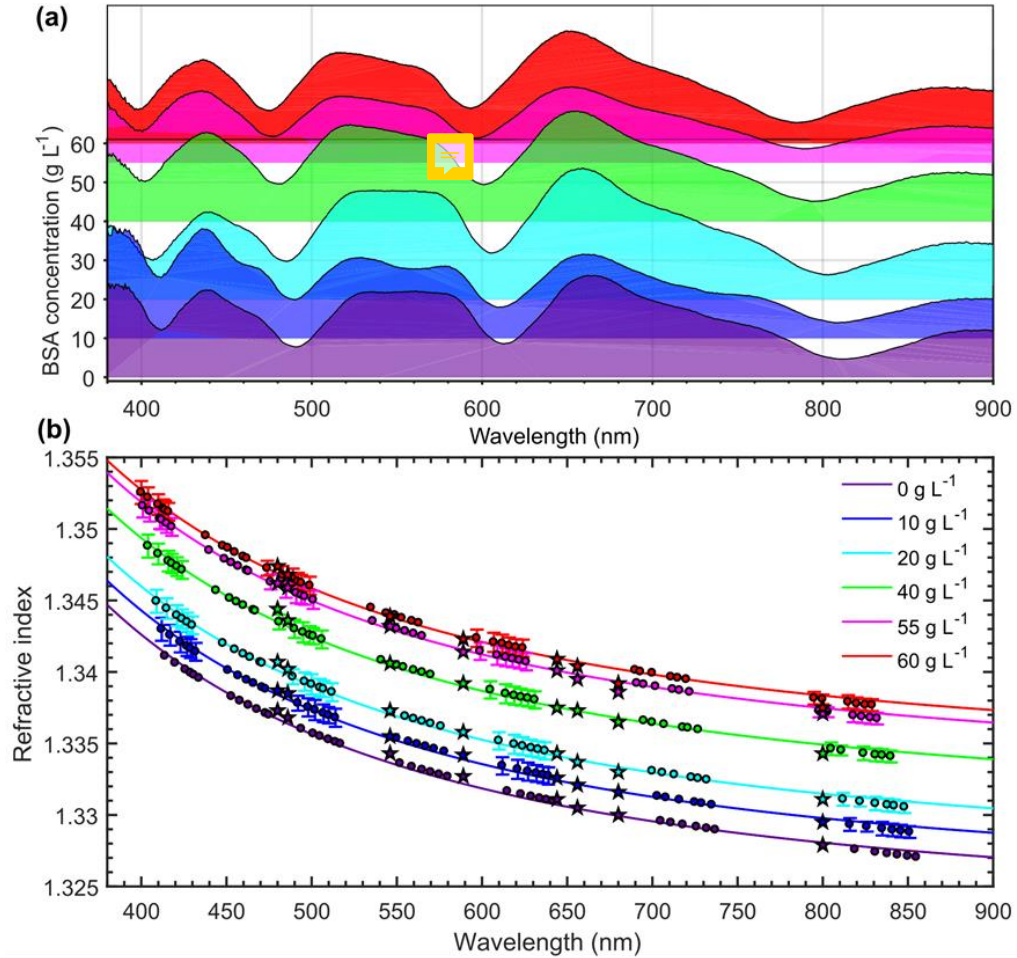 (a)
BSA concentration (g L⁻¹)
60
50
40
30
20
10
0
400
500
600
700
800
900
Wavelength (nm)
(b)
Refractive index
1.355
1.35
1.345
1.34
1.335
1.33
1.325
0 g L⁻¹
10 g L⁻¹
20 g L⁻¹
40 g L⁻¹
55 g L⁻¹
60 g L⁻¹
400 450 500 550 600 650 700 750 800 850 900
Wavelength (nm)